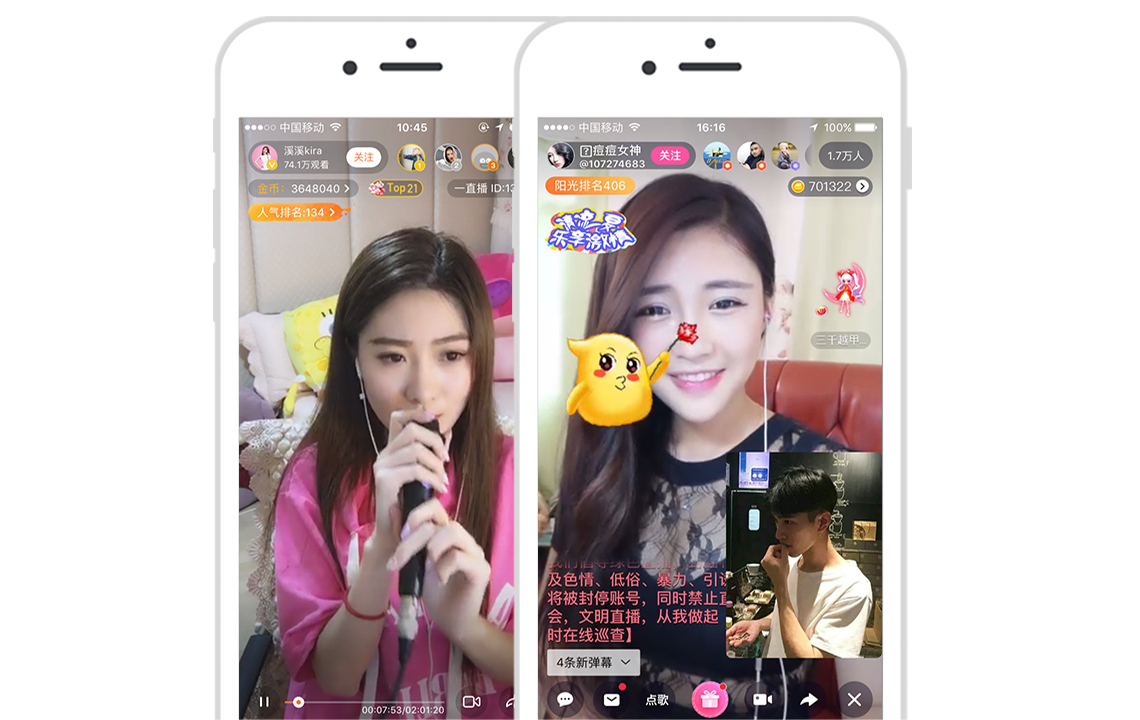 中国移动
10:45
溪溪kira
74.1万观看
关注
1
2
3
金币: 3648040
Top21
一直播 ID:13
人气排名:134
00:07:53/02:01:20
中国移动
16:16
100%
痘痘女神
@107274683
关注
1.7万人
阳光排名406
701322
三千越甲...
及色情、低俗、暴力、引诱
将被封停账号，同时禁止直
会，文明直播，从我做起
时在线巡查】
4条新弹幕
点歌